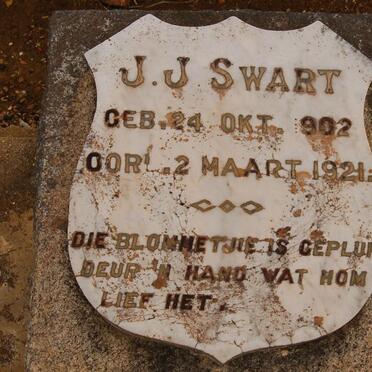 J. J SWART
GEB. 24 OKT. 902
OORL. 2 MAART 1921.
DIE BLOMMETJIE IS GEPLUK
DEUR 'N HAND WAT HOM
LIEF HET.